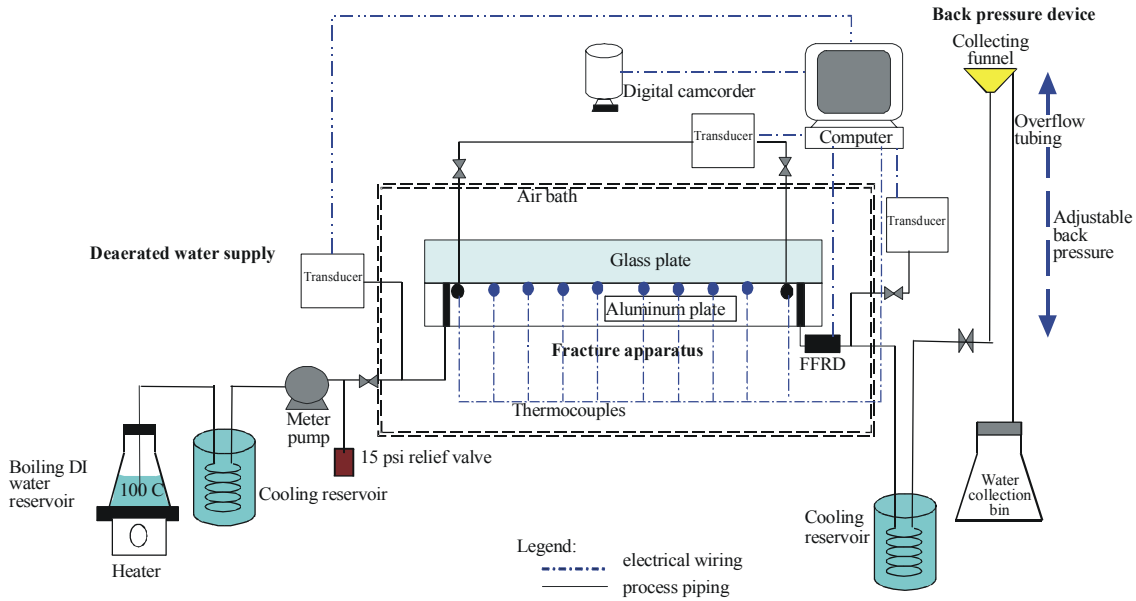 Back pressure device
Collecting
funnel
Digital camcorder
Computer
Transducer
Overflow
tubing
Air bath
Transducer
Adjustable
back
pressure
Deaerated water supply
Transducer
Glass plate
Aluminum plate
Fracture apparatus
FFRD
Thermocouples
Meter
pump
15 psi relief valve
Boiling DI
water reservoir
100 C
Cooling reservoir
Heater
Water
collection
bin
Cooling
reservoir
Legend:
electrical wiring
process piping